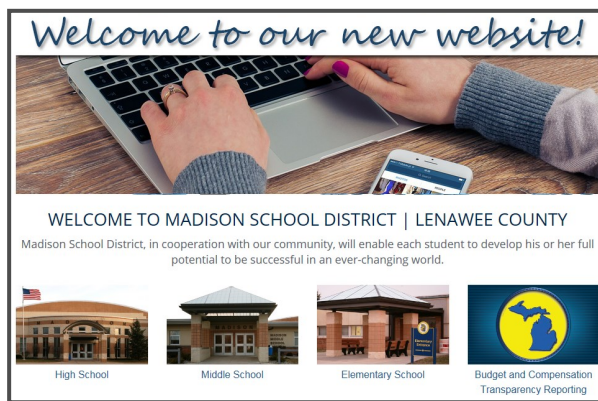 Welcome to our new website!
WELCOME TO MADISON SCHOOL DISTRICT | LENAWEE COUNTY
Madison School District, in cooperation with our community, will enable each student to develop his or her full
potential to be successful in an ever-changing world.
High School
Middle School
Elementary School
Budget and Compensation
Transparency Reporting